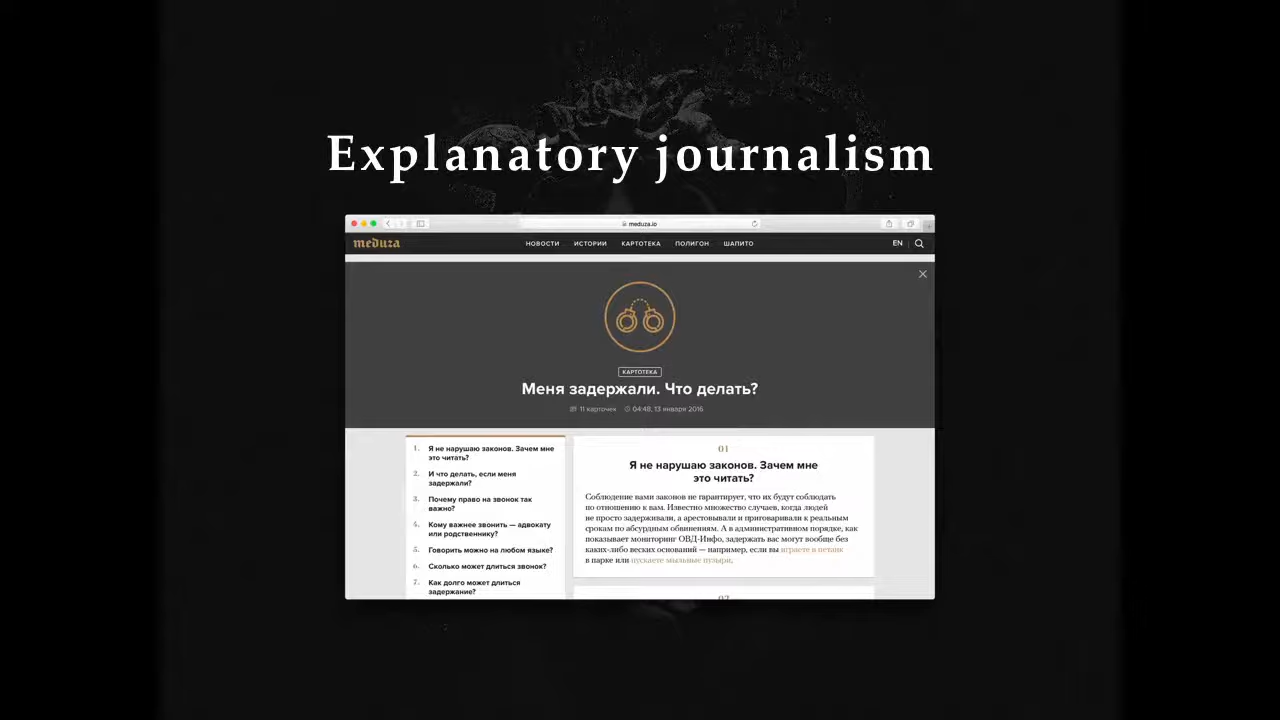 Explanatory journalism
meduza.io
meduza
НОВОСТИ ИСТОРИИ КАРТОТЕКА ПОЛИГОН ШАПИТО
EN
КАРТОТЕКА
Меня задержали. Что делать?
11 карточек 04:48, 13 января 2016
1. Я не нарушаю законов. Зачем мне
это читать?
2. И что делать, если меня
задержали?
3. Почему право на звонок так
важно?
4. Кому важнее звонить — адвокату
или родственнику?
5. Говорить можно на любом языке?
6. Сколько может длиться звонок?
7. Как долго может длиться
задержание?
01
Я не нарушаю законов. Зачем мне
это читать?
Соблюдение вами законов не гарантирует, что их будут соблюдать
по отношению к вам. Известно множество случаев, когда людей
не просто задерживали, а арестовывали и приговаривали к реальным
срокам по абсурдным обвинениям. А в административном порядке, как
показывает мониторинг ОВД-Инфо, задержать вас могут вообще без
каких-либо веских оснований — например, если вы играете в петанк
в парке или пускаете мыльные пузыри.
02